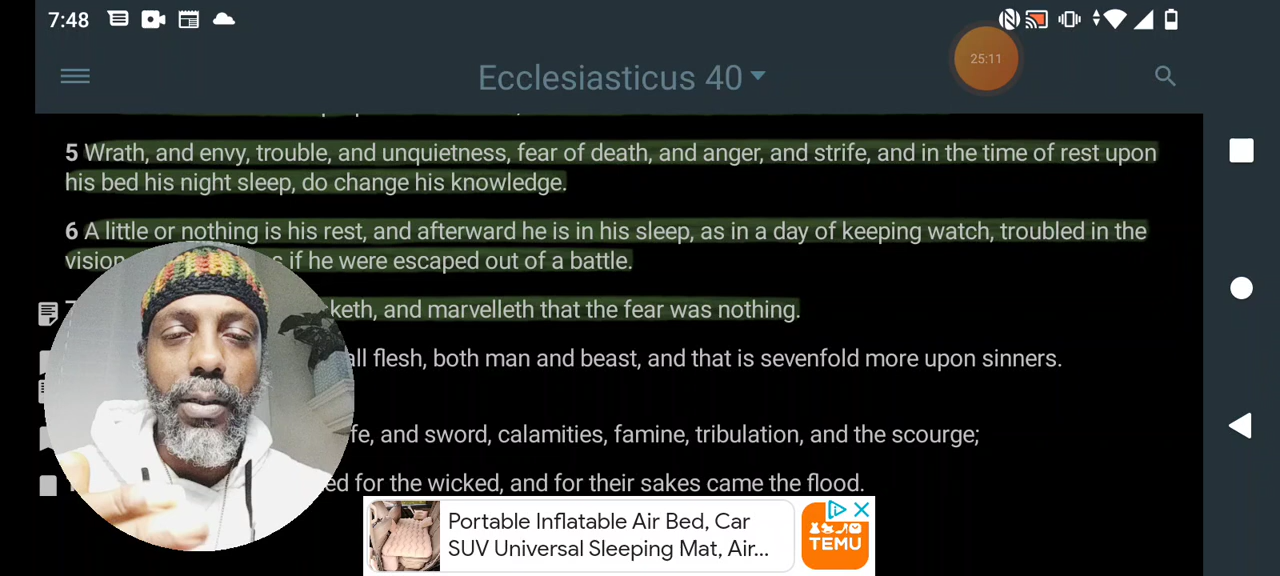 7:48
25:11
Ecclesiasticus 40
5 Wrath, and envy, trouble, and unquietness, fear of death, and anger, and strife, and in the time of rest upon
his bed his night sleep, do change his knowledge.
6 A little or nothing is his rest, and afterward he is in his sleep, as in a day of keeping watch, troubled in the
vision s if he were escaped out of a battle.
keth, and marvelleth that the fear was nothing.
all flesh, both man and beast, and that is sevenfold more upon sinners.
fe, and sword, calamities, famine, tribulation, and the scourge;
ed for the wicked, and for their sakes came the flood.
Portable Inflatable Air Bed, Car
SUV Universal Sleeping Mat, Air...
TEMU